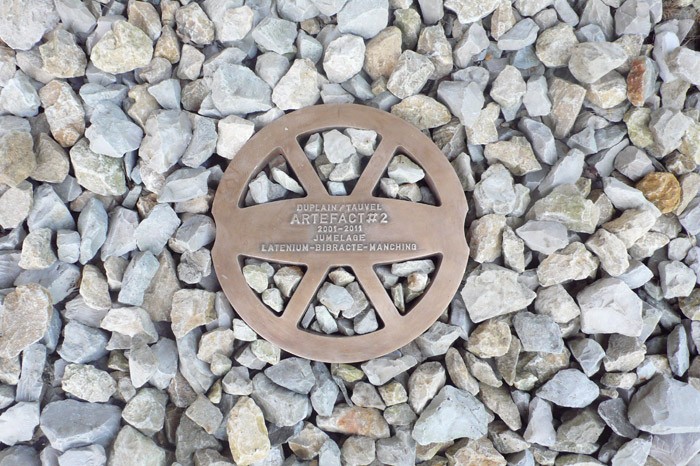 DUPLAIN/TAUVEL
ARTEFACT#2
2001-2011
JUMELAGE
LATENIUM-BIBRACTE-MANCHING